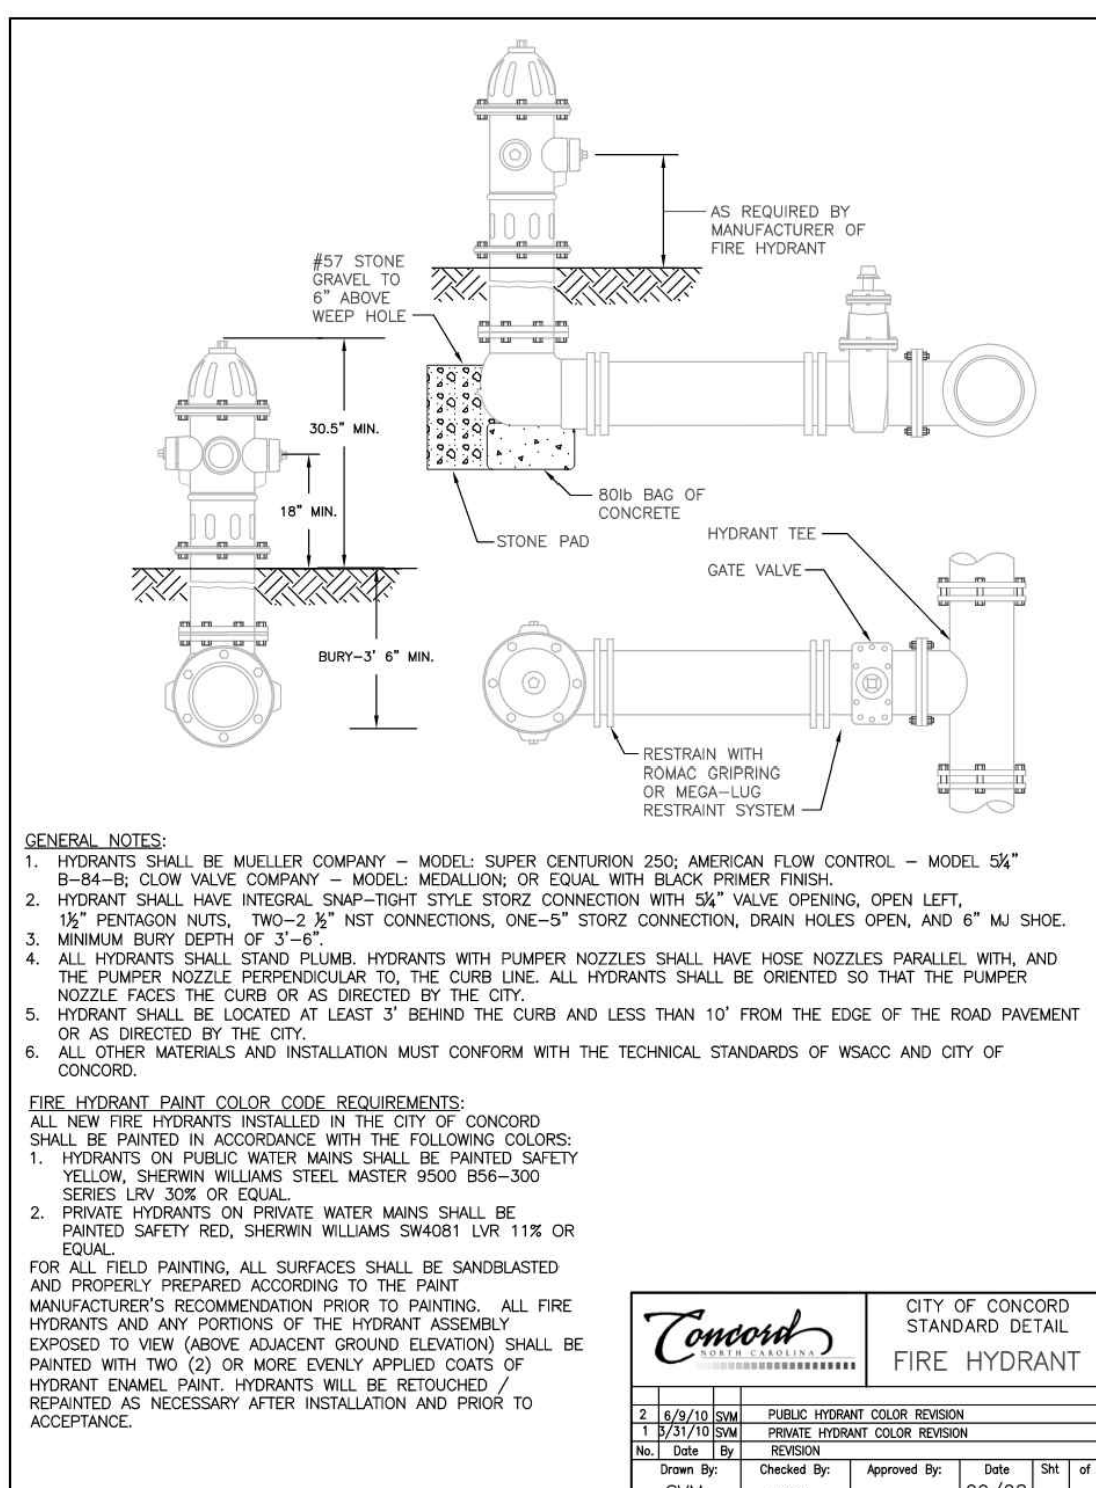 AS REQUIRED BY
MANUFACTURER OF
FIRE HYDRANT
#57 STONE
GRAVEL TO
6" ABOVE
WEEP HOLE
30.5" MIN.
18" MIN.
80lb BAG OF
CONCRETE
STONE PAD
HYDRANT TEE
GATE VALVE
BURY-3' 6" MIN.
RESTRAIN WITH
ROMAC GRIPRING
OR MEGA-LUG
RESTRAINT SYSTEM
GENERAL NOTES:
1. HYDRANTS SHALL BE MUELLER COMPANY – MODEL: SUPER CENTURION 250; AMERICAN FLOW CONTROL – MODEL 5¼"
B-84-B; CLOW VALVE COMPANY – MODEL: MEDALLION; OR EQUAL WITH BLACK PRIMER FINISH.
2. HYDRANT SHALL HAVE INTEGRAL SNAP-TIGHT STYLE STORZ CONNECTION WITH 5¼" VALVE OPENING, OPEN LEFT,
1½" PENTAGON NUTS, TWO-2 ½" NST CONNECTIONS, ONE-5" STORZ CONNECTION, DRAIN HOLES OPEN, AND 6" MJ SHOE.
3. MINIMUM BURY DEPTH OF 3'-6".
4. ALL HYDRANTS SHALL STAND PLUMB. HYDRANTS WITH PUMPER NOZZLES SHALL HAVE HOSE NOZZLES PARALLEL WITH, AND
THE PUMPER NOZZLE PERPENDICULAR TO, THE CURB LINE. ALL HYDRANTS SHALL BE ORIENTED SO THAT THE PUMPER
NOZZLE FACES THE CURB OR AS DIRECTED BY THE CITY.
5. HYDRANT SHALL BE LOCATED AT LEAST 3' BEHIND THE CURB AND LESS THAN 10' FROM THE EDGE OF THE ROAD PAVEMENT
OR AS DIRECTED BY THE CITY.
6. ALL OTHER MATERIALS AND INSTALLATION MUST CONFORM WITH THE TECHNICAL STANDARDS OF WSACC AND CITY OF
CONCORD.
FIRE HYDRANT PAINT COLOR CODE REQUIREMENTS:
ALL NEW FIRE HYDRANTS INSTALLED IN THE CITY OF CONCORD
SHALL BE PAINTED IN ACCORDANCE WITH THE FOLLOWING COLORS:
1. HYDRANTS ON PUBLIC WATER MAINS SHALL BE PAINTED SAFETY
YELLOW, SHERWIN WILLIAMS STEEL MASTER 9500 B56-300
SERIES LRV 30% OR EQUAL.
2. PRIVATE HYDRANTS ON PRIVATE WATER MAINS SHALL BE
PAINTED SAFETY RED, SHERWIN WILLIAMS SW4081 LVR 11% OR
EQUAL.
FOR ALL FIELD PAINTING, ALL SURFACES SHALL BE SANDBLASTED
AND PROPERLY PREPARED ACCORDING TO THE PAINT
MANUFACTURER'S RECOMMENDATION PRIOR TO PAINTING. ALL FIRE
HYDRANTS AND ANY PORTIONS OF THE HYDRANT ASSEMBLY
EXPOSED TO VIEW (ABOVE ADJACENT GROUND ELEVATION) SHALL BE
PAINTED WITH TWO (2) OR MORE EVENLY APPLIED COATS OF
HYDRANT ENAMEL PAINT. HYDRANTS WILL BE RETOUCHED /
REPAINTED AS NECESSARY AFTER INSTALLATION AND PRIOR TO
ACCEPTANCE.
Concord
NORTH CAROLINA
CITY OF CONCORD
STANDARD DETAIL
FIRE HYDRANT
2 6/9/10 SVM PUBLIC HYDRANT COLOR REVISION
1 3/31/10 SVM PRIVATE HYDRANT COLOR REVISION
No. Date By REVISION
Drawn By: Checked By: Approved By: Date Sht of